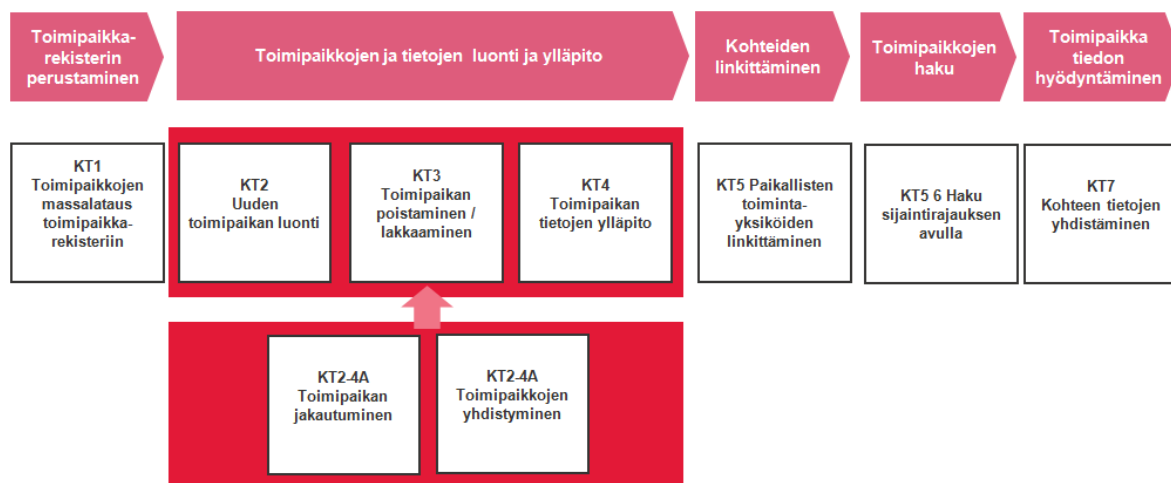 Toimipaikka-
rekisterin
perustaminen
Toimipaikkojen ja tietojen luonti ja ylläpito
Kohteiden
linkittäminen
Toimipaikkojen
haku
Toimipaikka
tiedon
hyödyntäminen
KT1
Toimipaikkojen
massalataus
toimipaikka-
rekisteriin
KT2
Uuden
toimipaikan luonti
KT3
Toimipaikan
poistaminen /
lakkaaminen
KT4
Toimipaikan
tietojen ylläpito
KT5 Paikallisten
toiminta-
yksiköiden
linkittäminen
KT5 6 Haku
sijaintirajauksen
avulla
KT7
Kohteen tietojen
yhdistäminen
KT2-4A
Toimipaikan
jakautuminen
KT2-4A
Toimipaikkojen
yhdistyminen